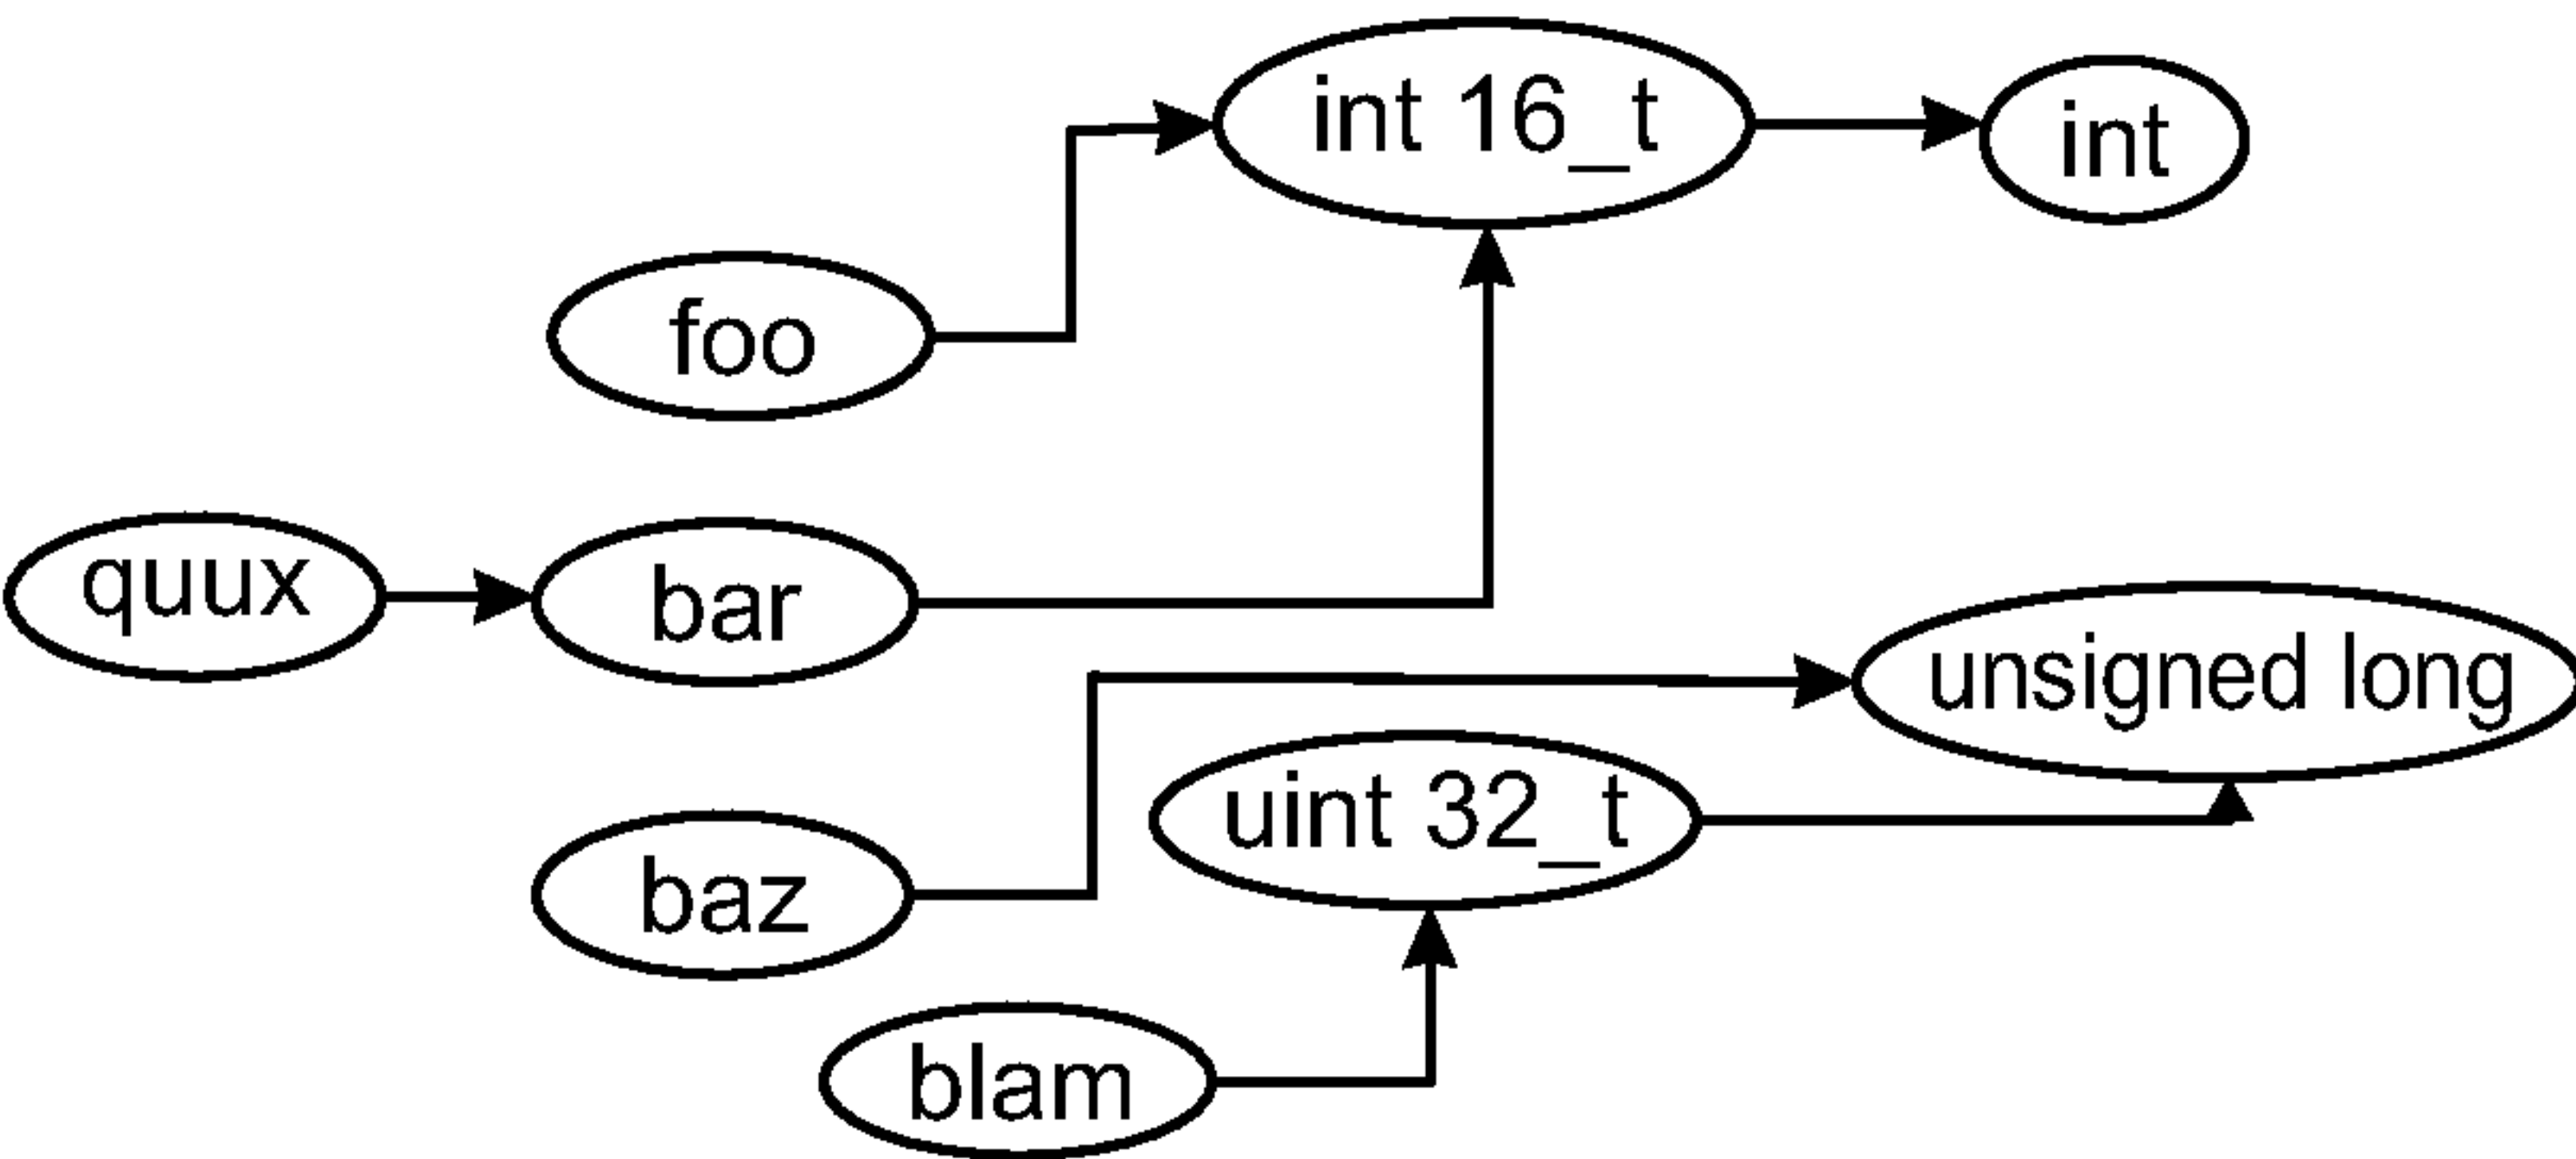 int 16_t
int
foo
quux
bar
unsigned long
uint 32_t
baz
blam